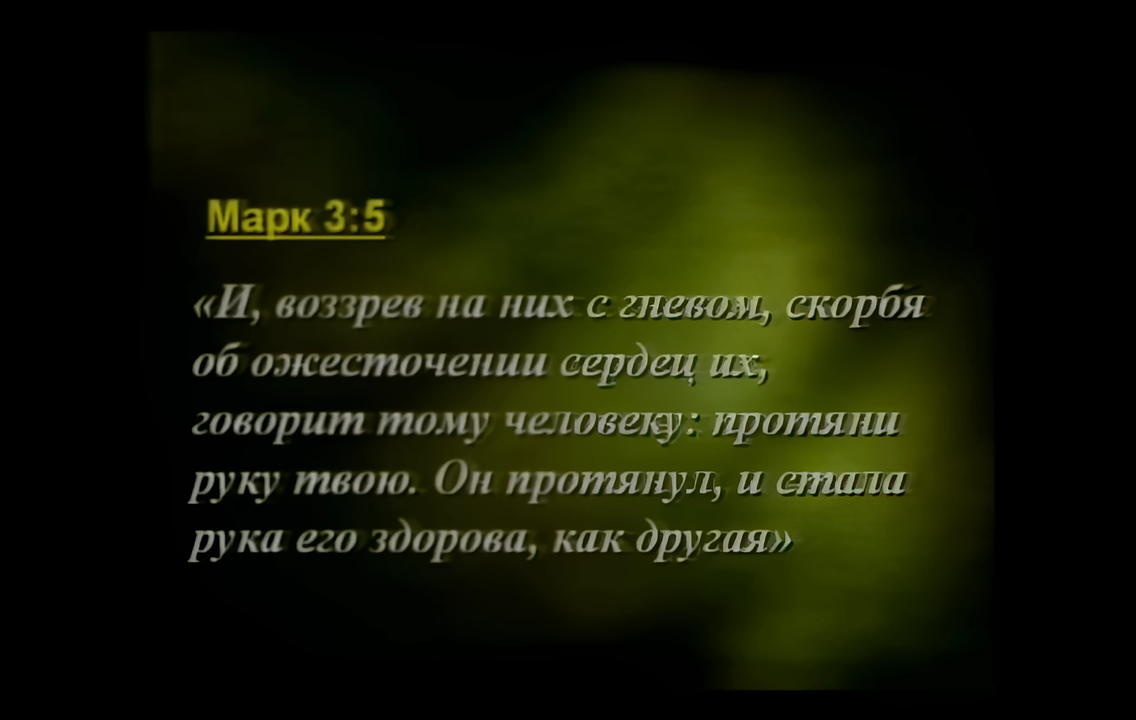 Марк 3:5
«И, воззрев на них с гневом, скорбя
об ожесточении сердец их,
говорит тому человеку: протяни
руку твою. Он протянул, и стала
рука его здорова, как другая»